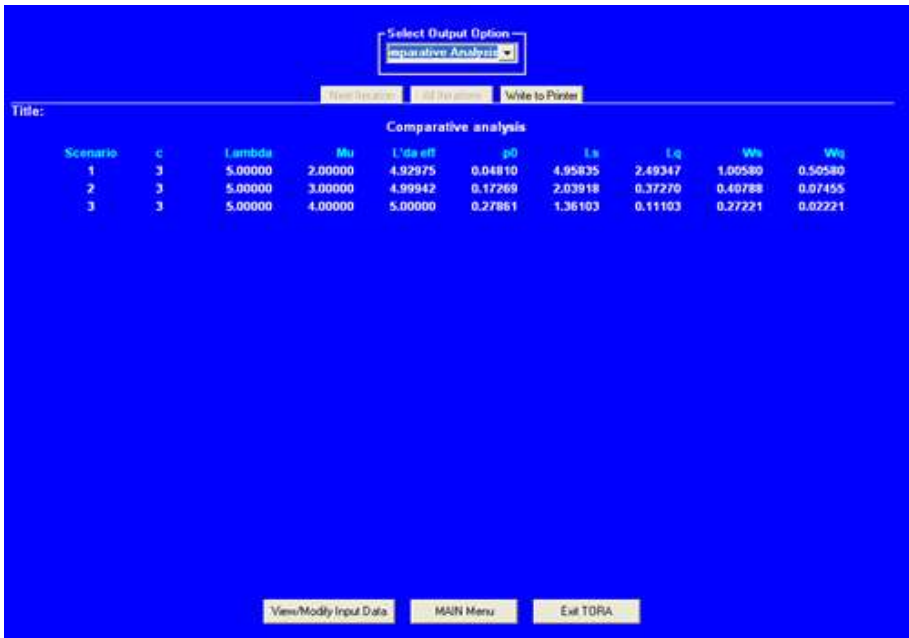 Select Output Option
mparative Analysis
Next Iteration All Iterations Write to Printer
Title:
Comparative analysis
Scenario c Lambda Mu L'da eff p0 Ls Lq Ws Wq
1 3 5.00000 2.00000 4.92975 0.04810 4.95835 2.49347 1.00580 0.50580
2 3 5.00000 3.00000 4.99942 0.17269 2.03918 0.37270 0.40788 0.07455
3 3 5.00000 4.00000 5.00000 0.27861 1.36103 0.11103 0.27221 0.02221
View/Modify Input Data MAIN Menu Exit TORA